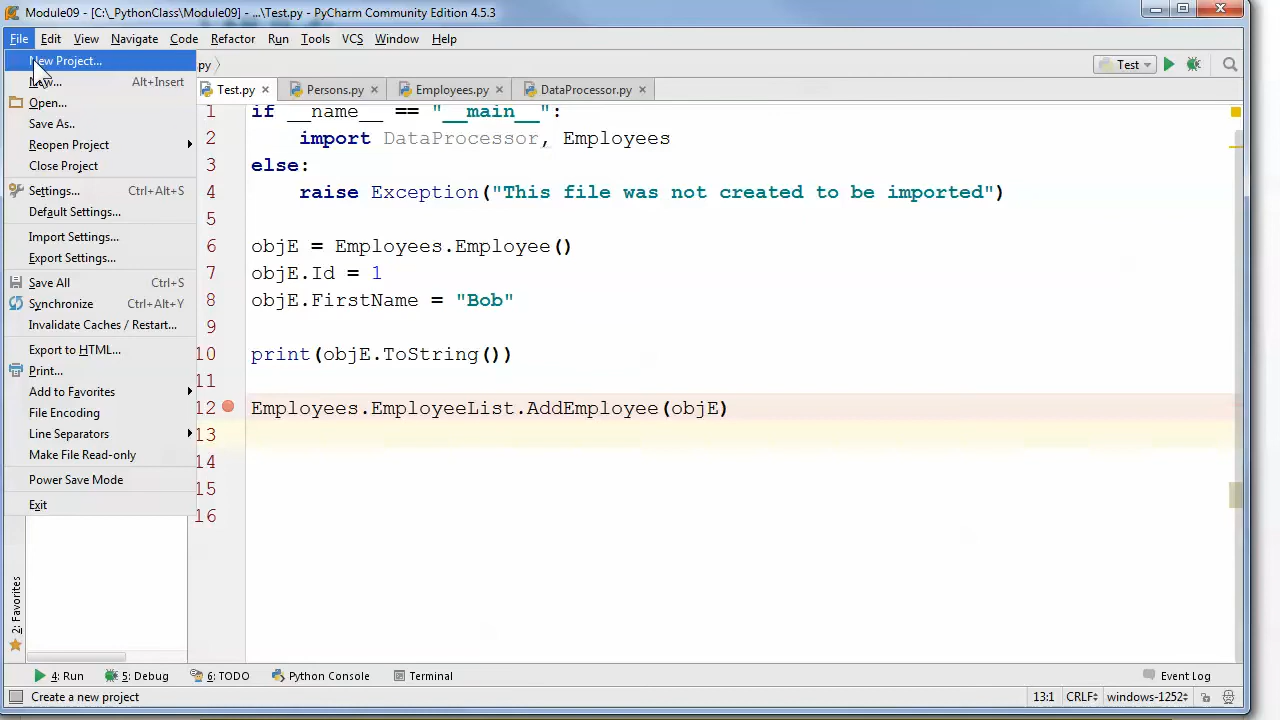 Module09 - [C:\_PythonClass\Module09] - ...\Test.py - PyCharm Community Edition 4.5.3
File Edit View Navigate Code Refactor Run Tools VCS Window Help
New Project...
.py
Test
New... Alt+Insert
Test.py Persons.py Employees.py DataProcessor.py
Open...
Save As...
Reopen Project
Close Project
Settings... Ctrl+Alt+S
Default Settings...
Import Settings...
Export Settings...
Save All Ctrl+S
Synchronize Ctrl+Alt+Y
Invalidate Caches / Restart...
Export to HTML...
Print...
Add to Favorites
File Encoding
Line Separators
Make File Read-only
Power Save Mode
Exit
1 if __name__ == "__main__":
2 import DataProcessor, Employees
3 else:
4 raise Exception("This file was not created to be imported")
5
6 objE = Employees.Employee()
7 objE.Id = 1
8 objE.FirstName = "Bob"
9
10 print(objE.ToString())
11
12 Employees.EmployeeList.AddEmployee(objE)
13
14
15
16
2: Favorites
4: Run 5: Debug 6: TODO Python Console Terminal Event Log
Create a new project 13:1 CRLF windows-1252